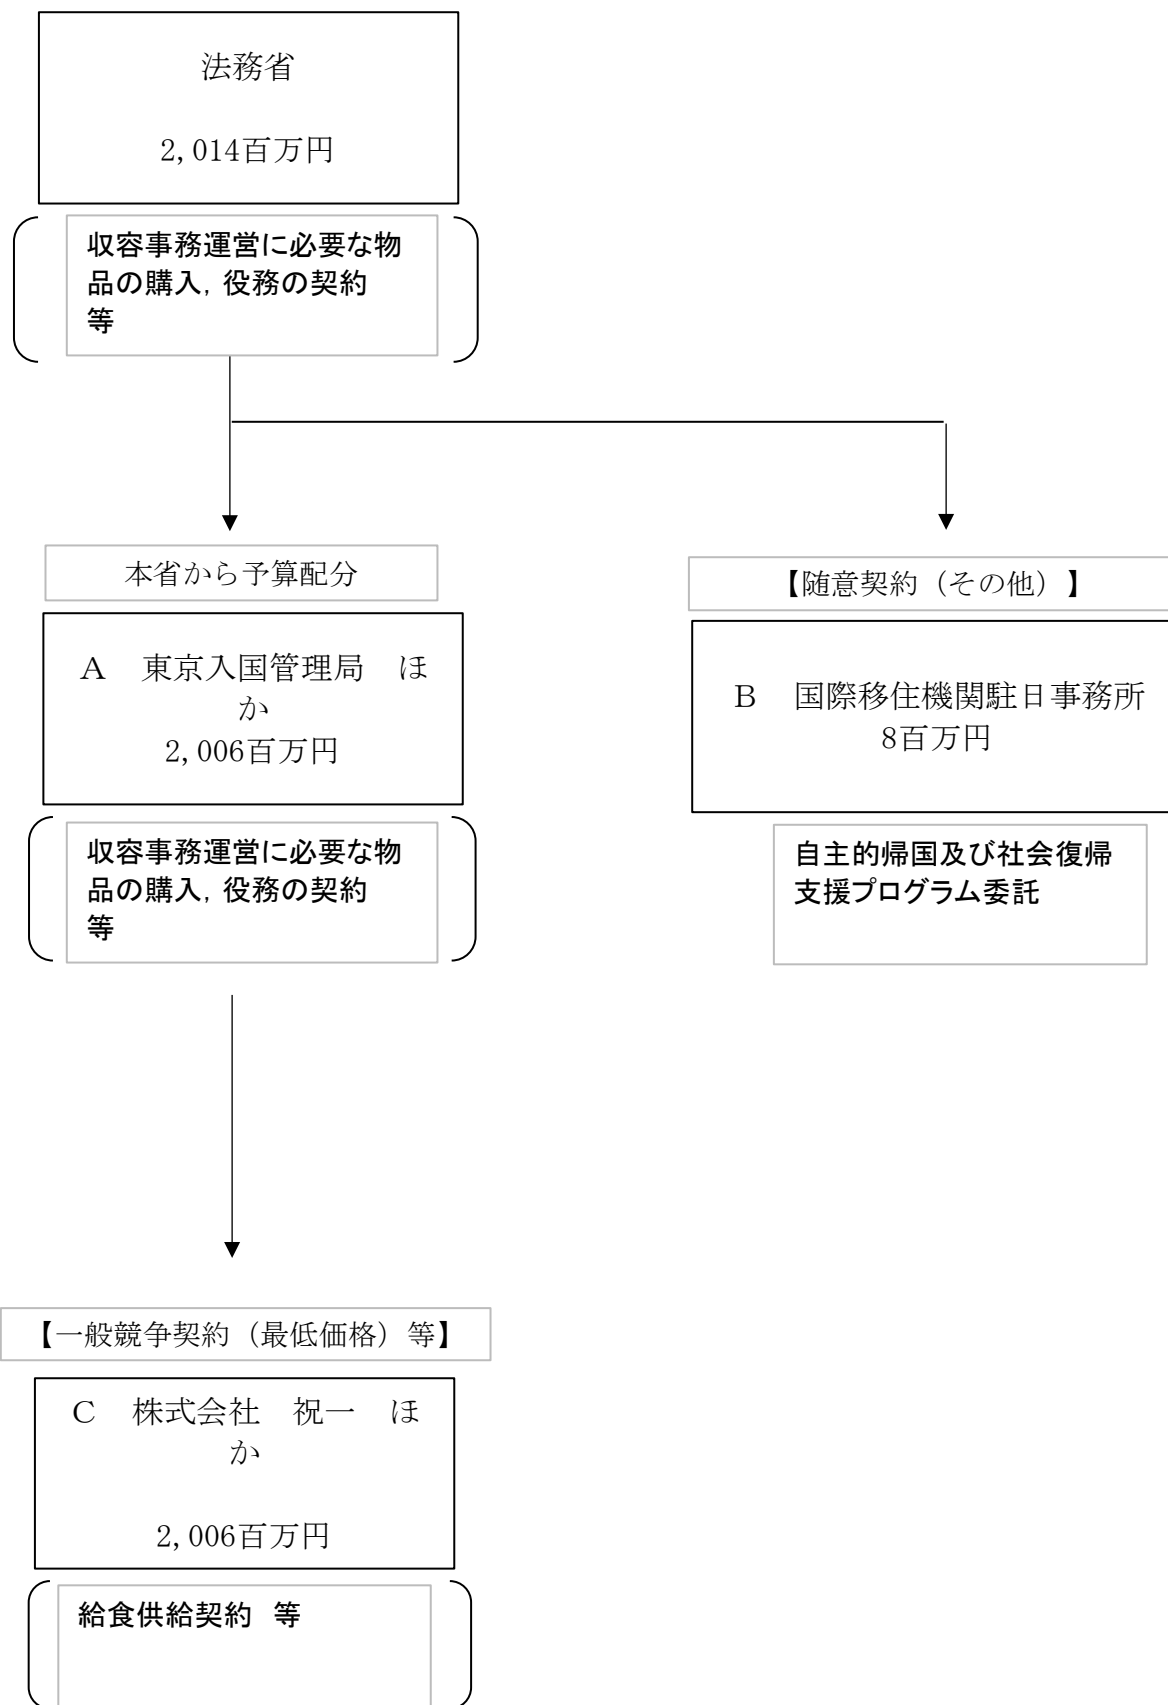 法務省
2,014百万円
収容事務運営に必要な物
品の購入，役務の契約
等
本省から予算配分
A　東京入国管理局　ほ
か
2,006百万円
収容事務運営に必要な物
品の購入，役務の契約
等
【随意契約（その他）】
B　国際移住機関駐日事務所
8百万円
自主的帰国及び社会復帰
支援プログラム委託
【一般競争契約（最低価格）等】
C　株式会社　祝一　ほ
か
2,006百万円
給食供給契約　等